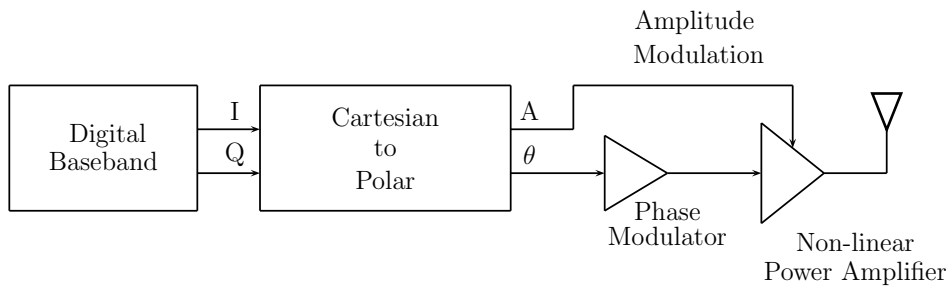 Amplitude
Modulation
Digital
Baseband
I
Q
Cartesian
to
Polar
A
θ
Phase
Modulator
Non-linear
Power Amplifier